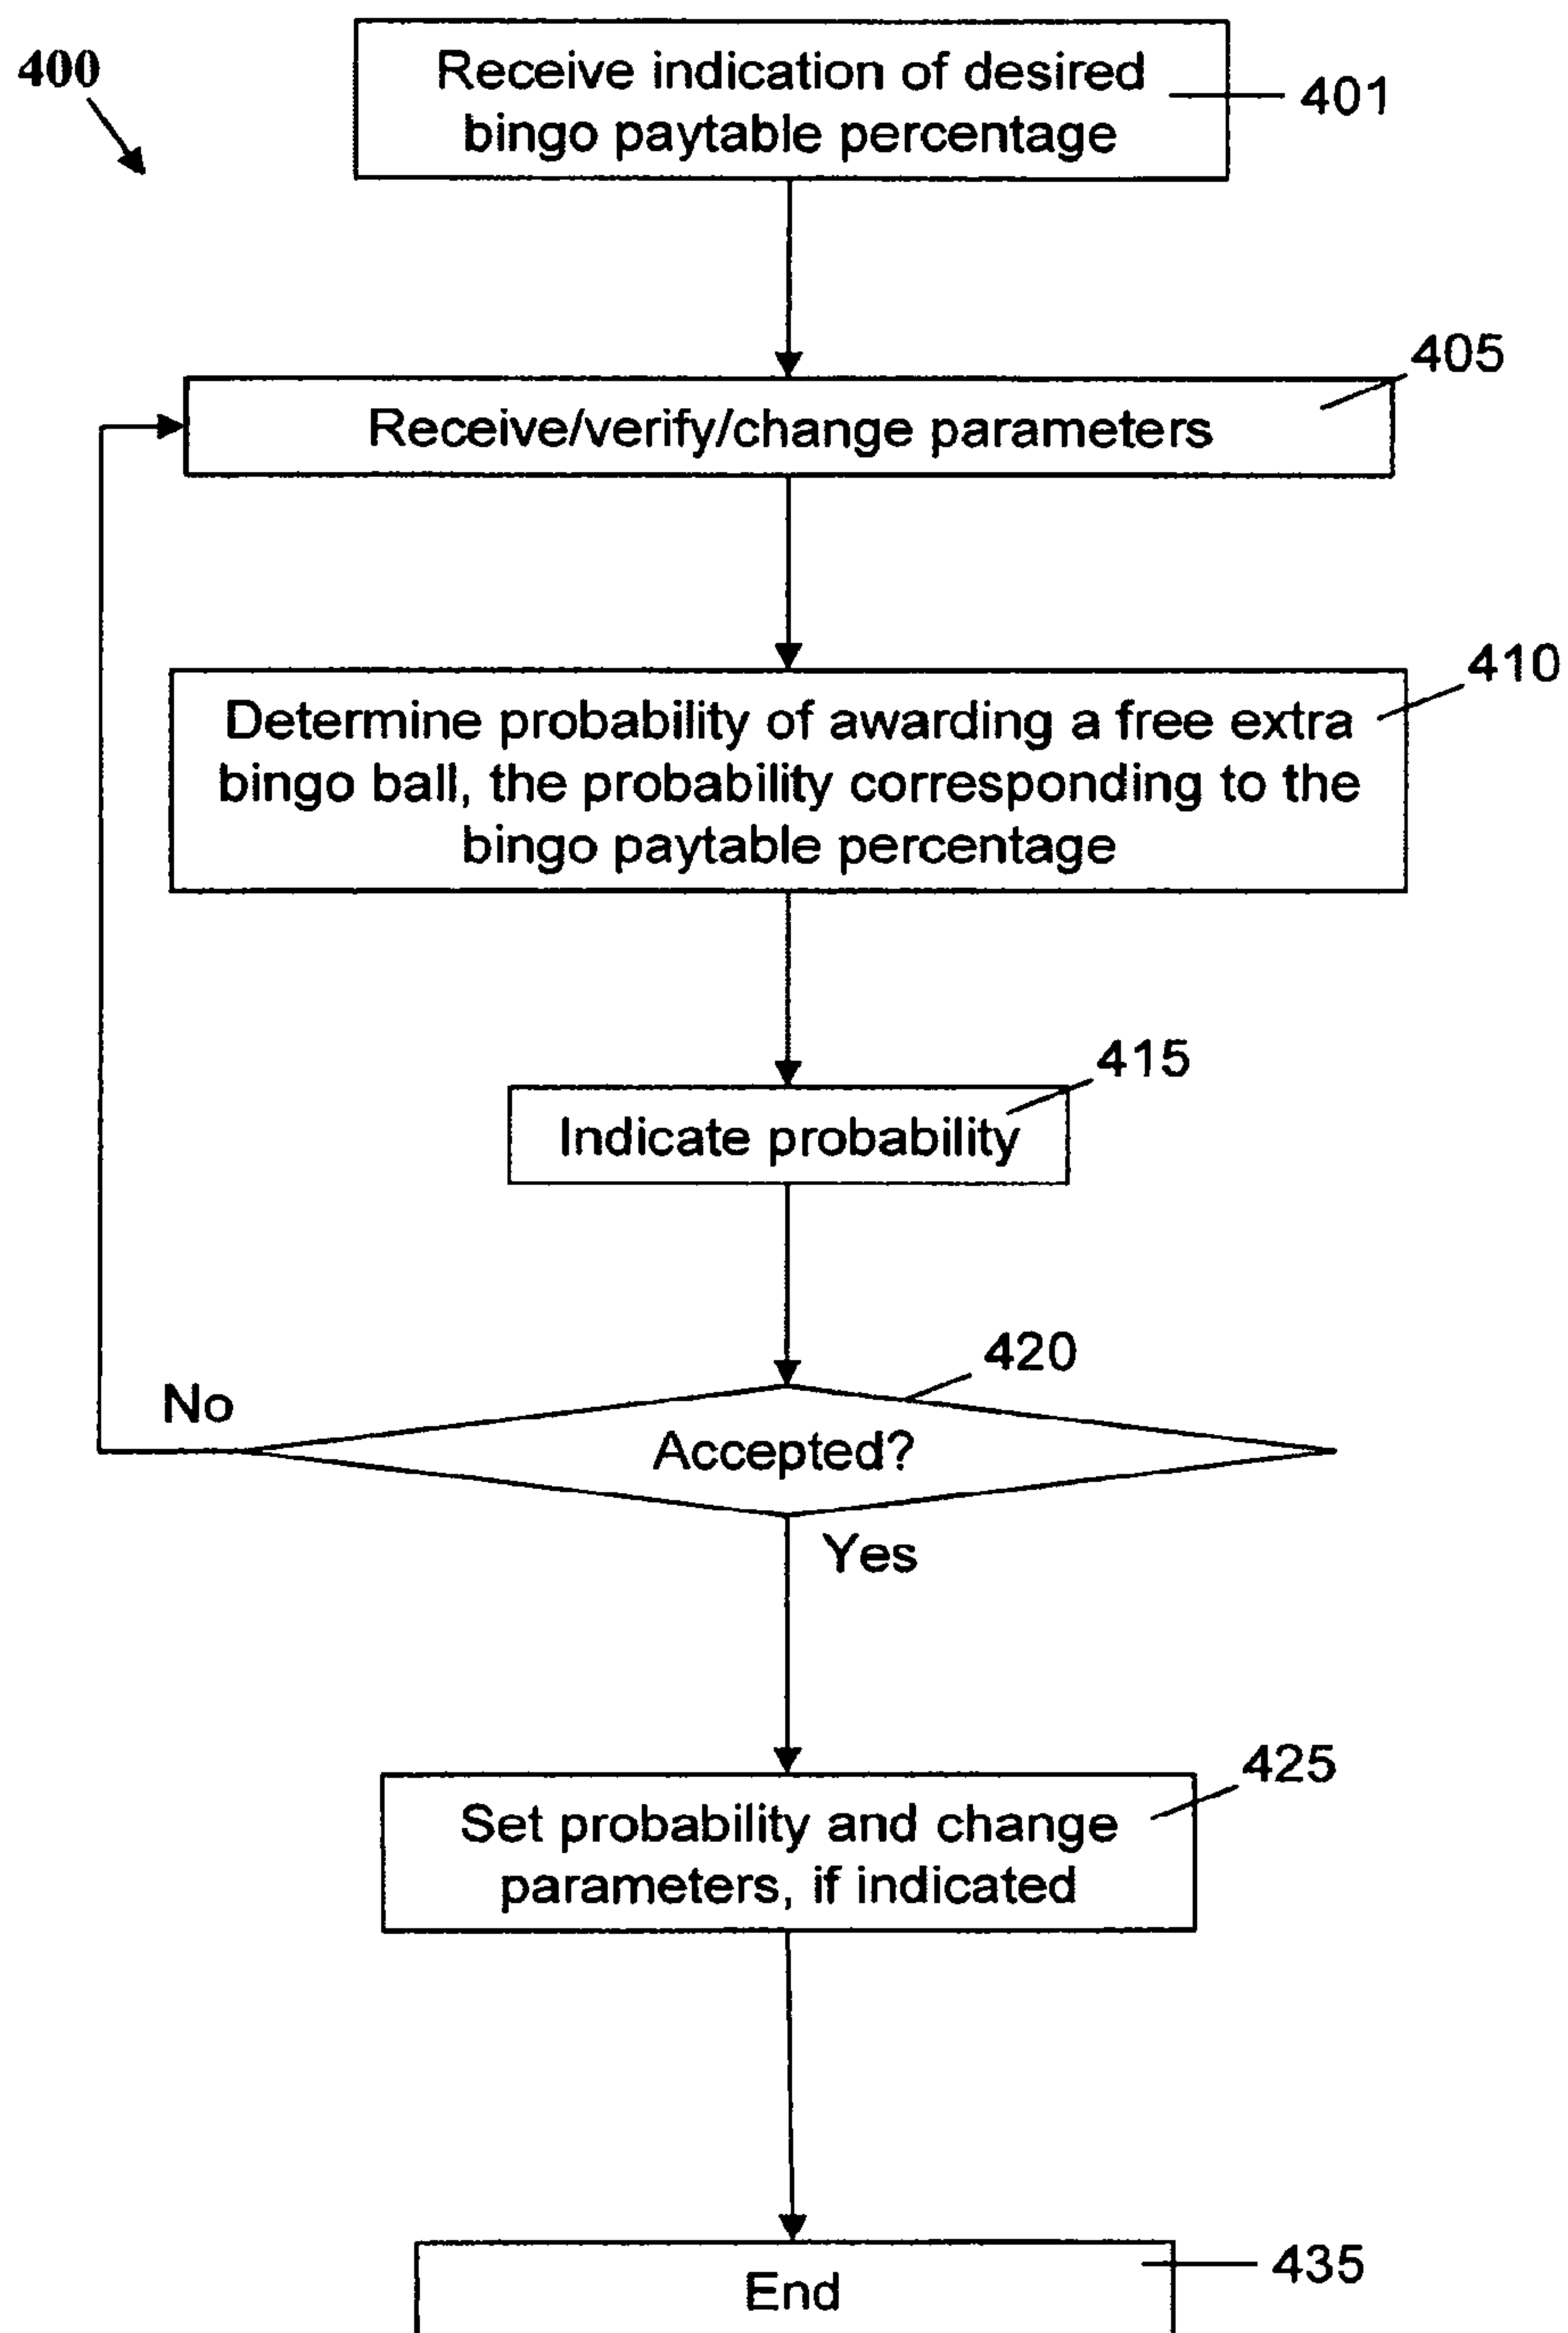 400
Receive indication of desired
bingo paytable percentage
401
405
Receive/verify/change parameters
410
Determine probability of awarding a free extra
bingo ball, the probability corresponding to the
bingo paytable percentage
415
Indicate probability
420
No
Accepted?
Yes
425
Set probability and change
parameters, if indicated
435
End